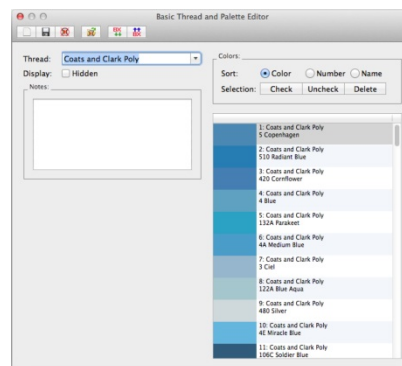 Basic Thread and Palette Editor
Thread: Coats and Clark Poly
Display: Hidden
Notes:
Colors:
Sort: Color Number Name
Selection: Check Uncheck Delete
1: Coats and Clark Poly
5 Copenhagen
2: Coats and Clark Poly
510 Radiant Blue
3: Coats and Clark Poly
420 Cornflower
4: Coats and Clark Poly
4 Blue
5: Coats and Clark Poly
132A Parakeet
6: Coats and Clark Poly
4A Medium Blue
7: Coats and Clark Poly
3 Ciel
8: Coats and Clark Poly
122A Blue Aqua
9: Coats and Clark Poly
480 Silver
10: Coats and Clark Poly
4E Miracle Blue
11: Coats and Clark Poly
106C Soldier Blue